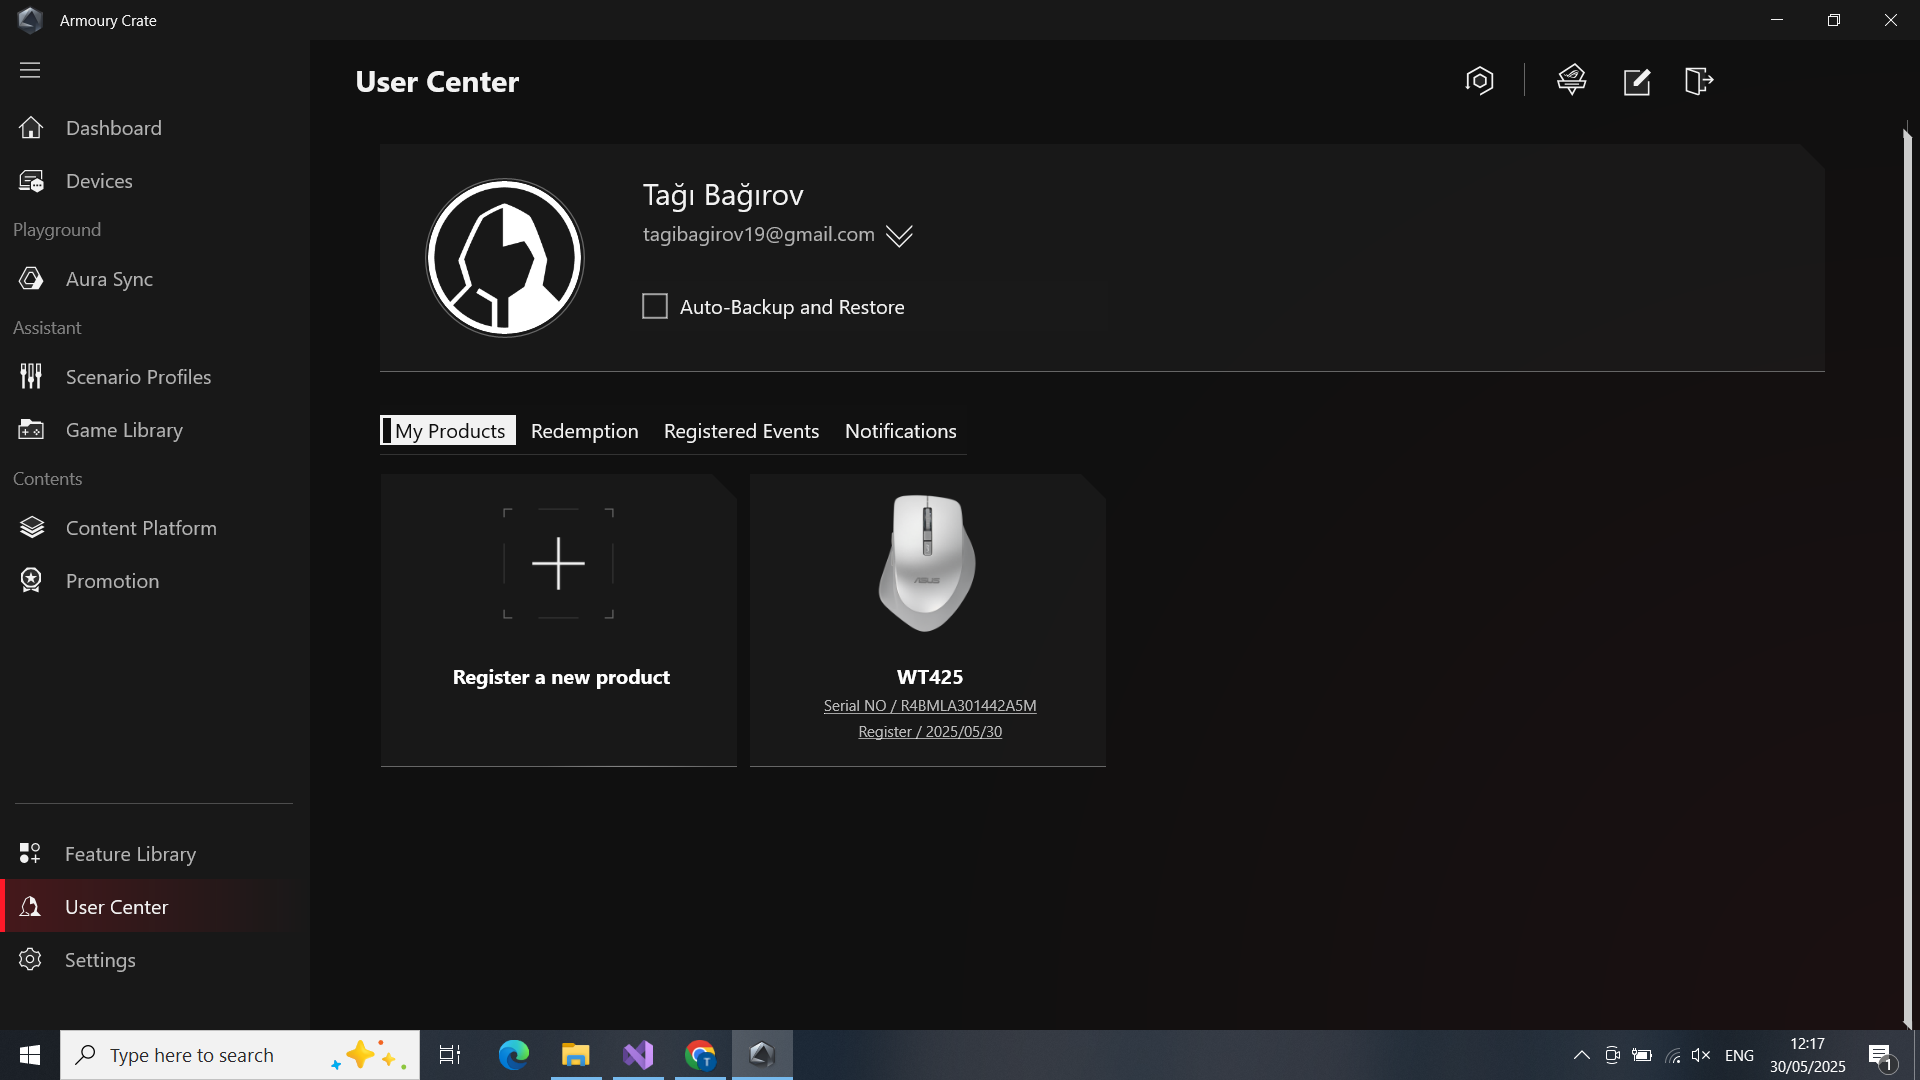 Armoury Crate
User Center
Dashboard
Devices
Playground
Aura Sync
Assistant
Scenario Profiles
Game Library
Contents
Content Platform
Promotion
Feature Library
User Center
Settings
Tağı Bağırov
tagibagirov19@gmail.com
Auto-Backup and Restore
My Products
Redemption
Registered Events
Notifications
Register a new product
ASUS
WT425
Serial NO / R4BMLA301442A5M
Register / 2025/05/30
Type here to search
T
ENG
12:17
30/05/2025
1